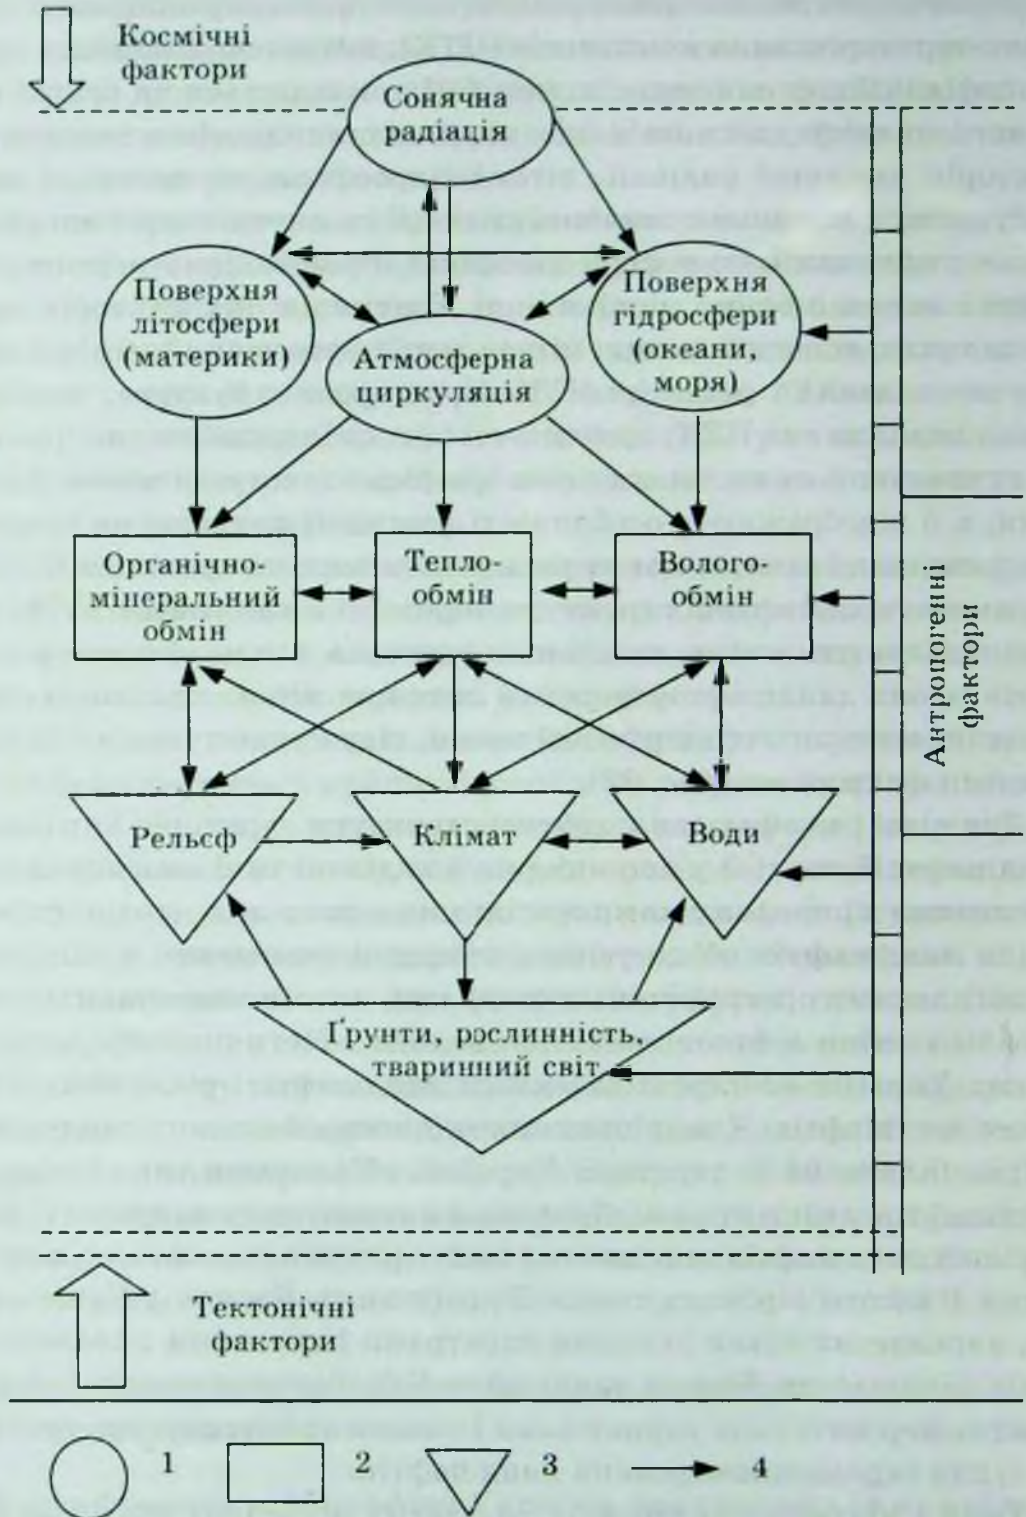 Космічні
фактори
Сонячна
радіація
Поверхня
літосфери
(материки)
Атмосферна
циркуляція
Поверхня
гідросфери
(океани,
моря)
Органічно-
мінеральний
обмін
Тепло-
обмін
Волого-
обмін
Антропогенні
фактори
Рельєф
Клімат
Води
Ґрунти, рослинність,
тваринний світ
Тектонічні
фактори
1
2
3
4